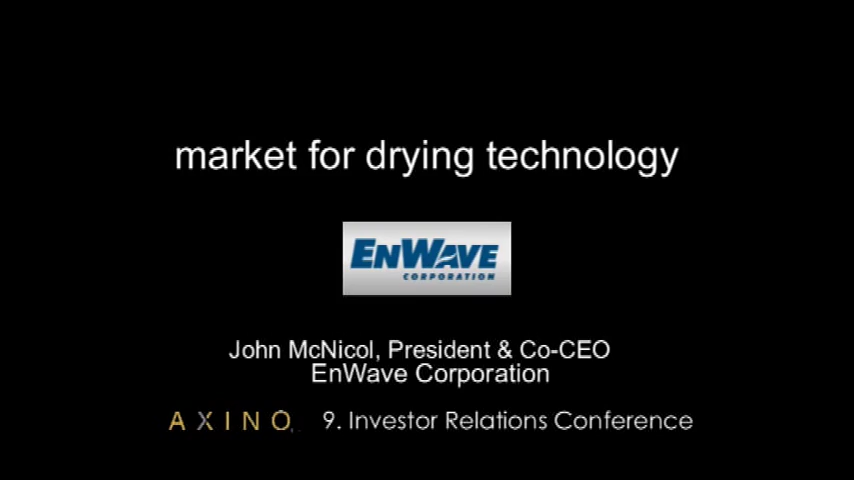 market for drying technology
ENWAVE
CORPORATION
John McNicol, President & Co-CEO
EnWave Corporation
AXINO 9. Investor Relations Conference